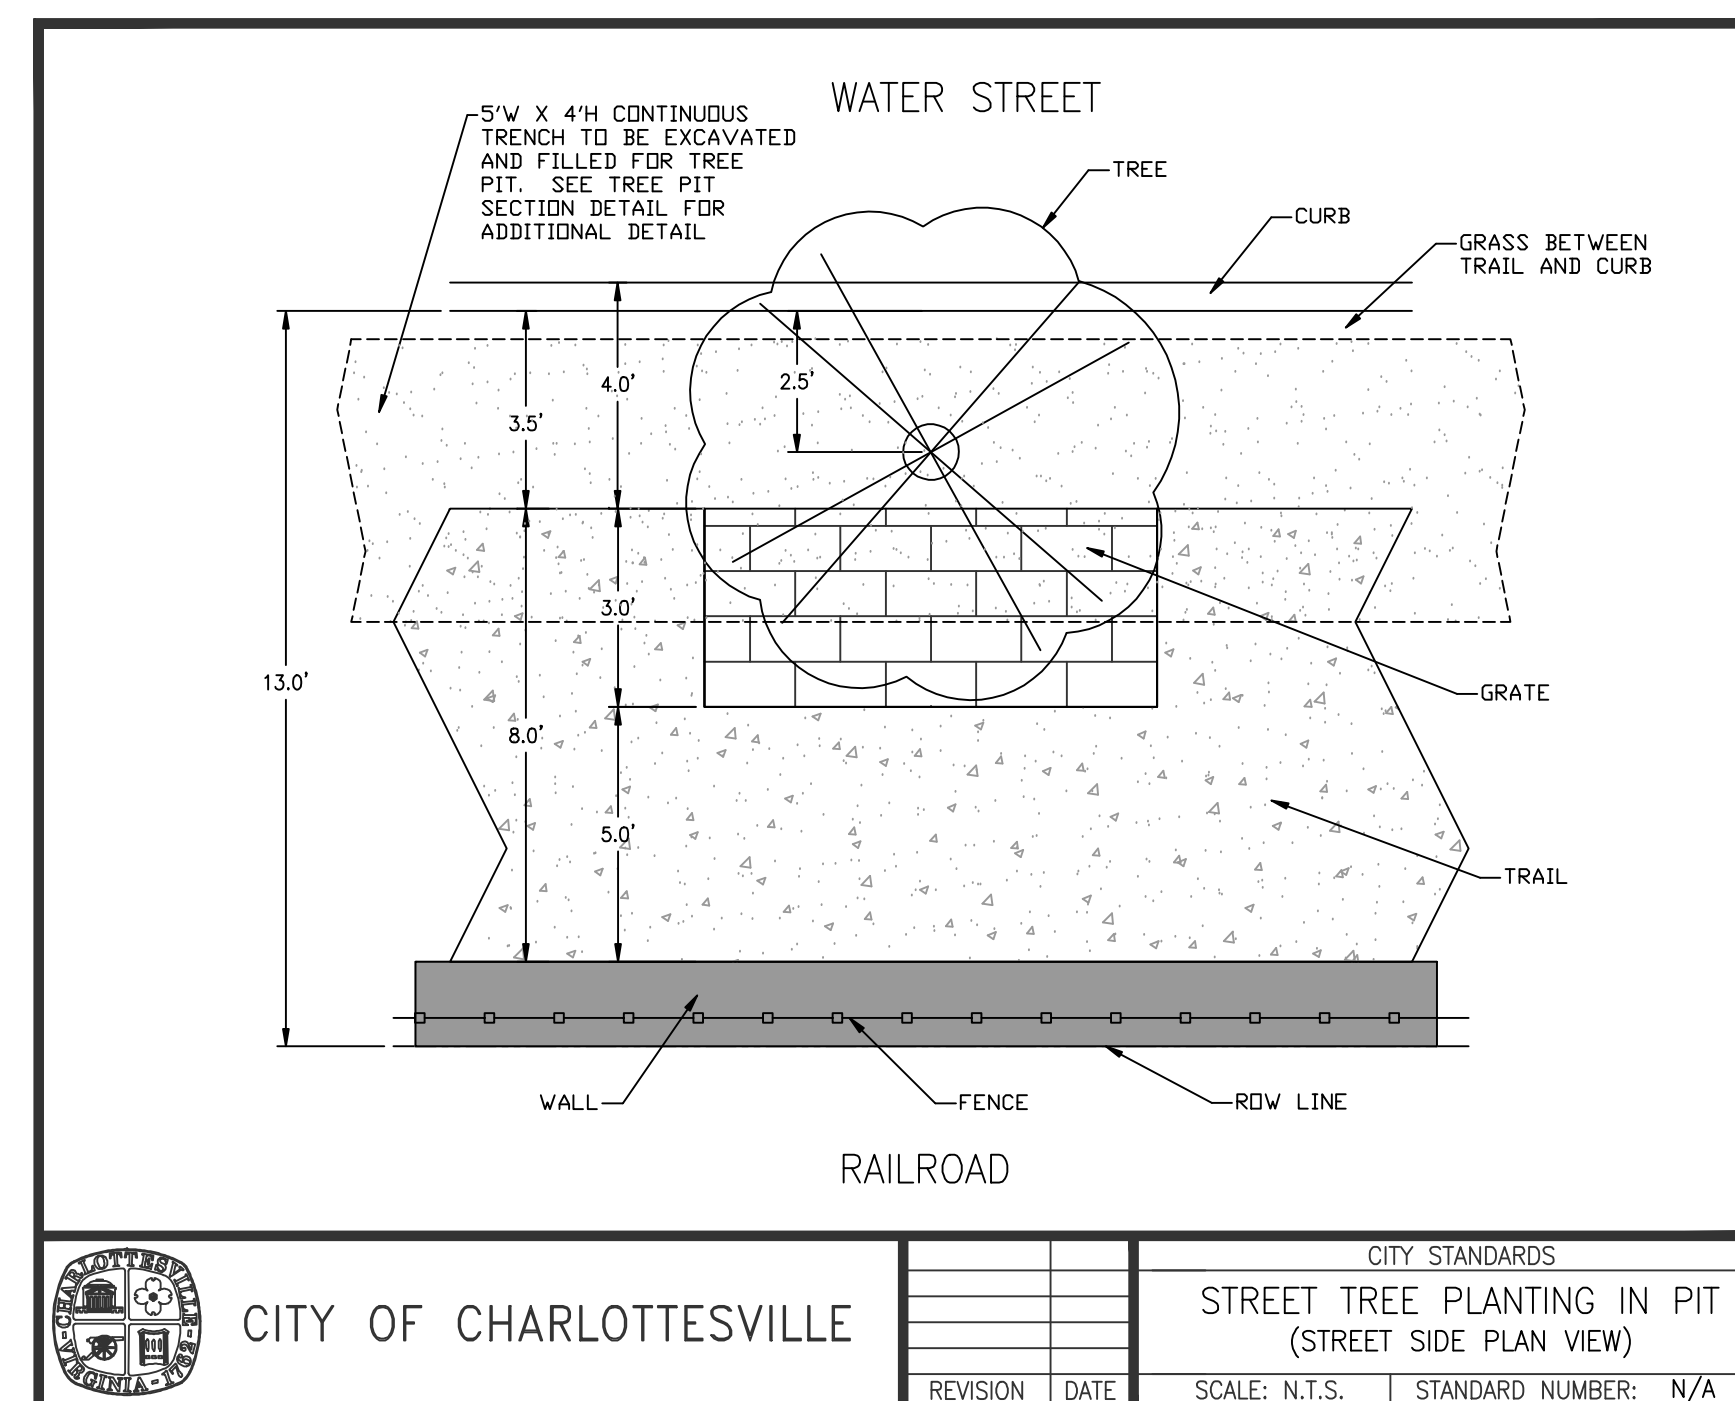 WATER STREET
5'W X 4'H CONTINUOUS
TRENCH TO BE EXCAVATED
AND FILLED FOR TREE
PIT. SEE TREE PIT
SECTION DETAIL FOR
ADDITIONAL DETAIL
TREE
CURB
GRASS BETWEEN
TRAIL AND CURB
4.0'
2.5'
3.5'
3.0'
13.0'
GRATE
8.0'
5.0'
TRAIL
WALL
FENCE
ROW LINE
RAILROAD
CHARLOTTESVILLE
VIRGINIA - 1762
CITY OF CHARLOTTESVILLE
REVISION
DATE
CITY STANDARDS
STREET TREE PLANTING IN PIT
(STREET SIDE PLAN VIEW)
SCALE: N.T.S.
STANDARD NUMBER: N/A